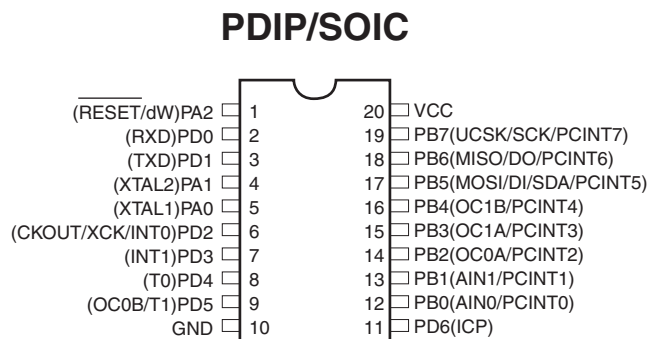 PDIP/SOIC
(RESET/dW)PA2 1 20 VCC
(RXD)PD0 2 19 PB7(UCSK/SCK/PCINT7)
(TXD)PD1 3 18 PB6(MISO/DO/PCINT6)
(XTAL2)PA1 4 17 PB5(MOSI/DI/SDA/PCINT5)
(XTAL1)PA0 5 16 PB4(OC1B/PCINT4)
(CKOUT/XCK/INT0)PD2 6 15 PB3(OC1A/PCINT3)
(INT1)PD3 7 14 PB2(OC0A/PCINT2)
(T0)PD4 8 13 PB1(AIN1/PCINT1)
(OC0B/T1)PD5 9 12 PB0(AIN0/PCINT0)
GND 10 11 PD6(ICP)